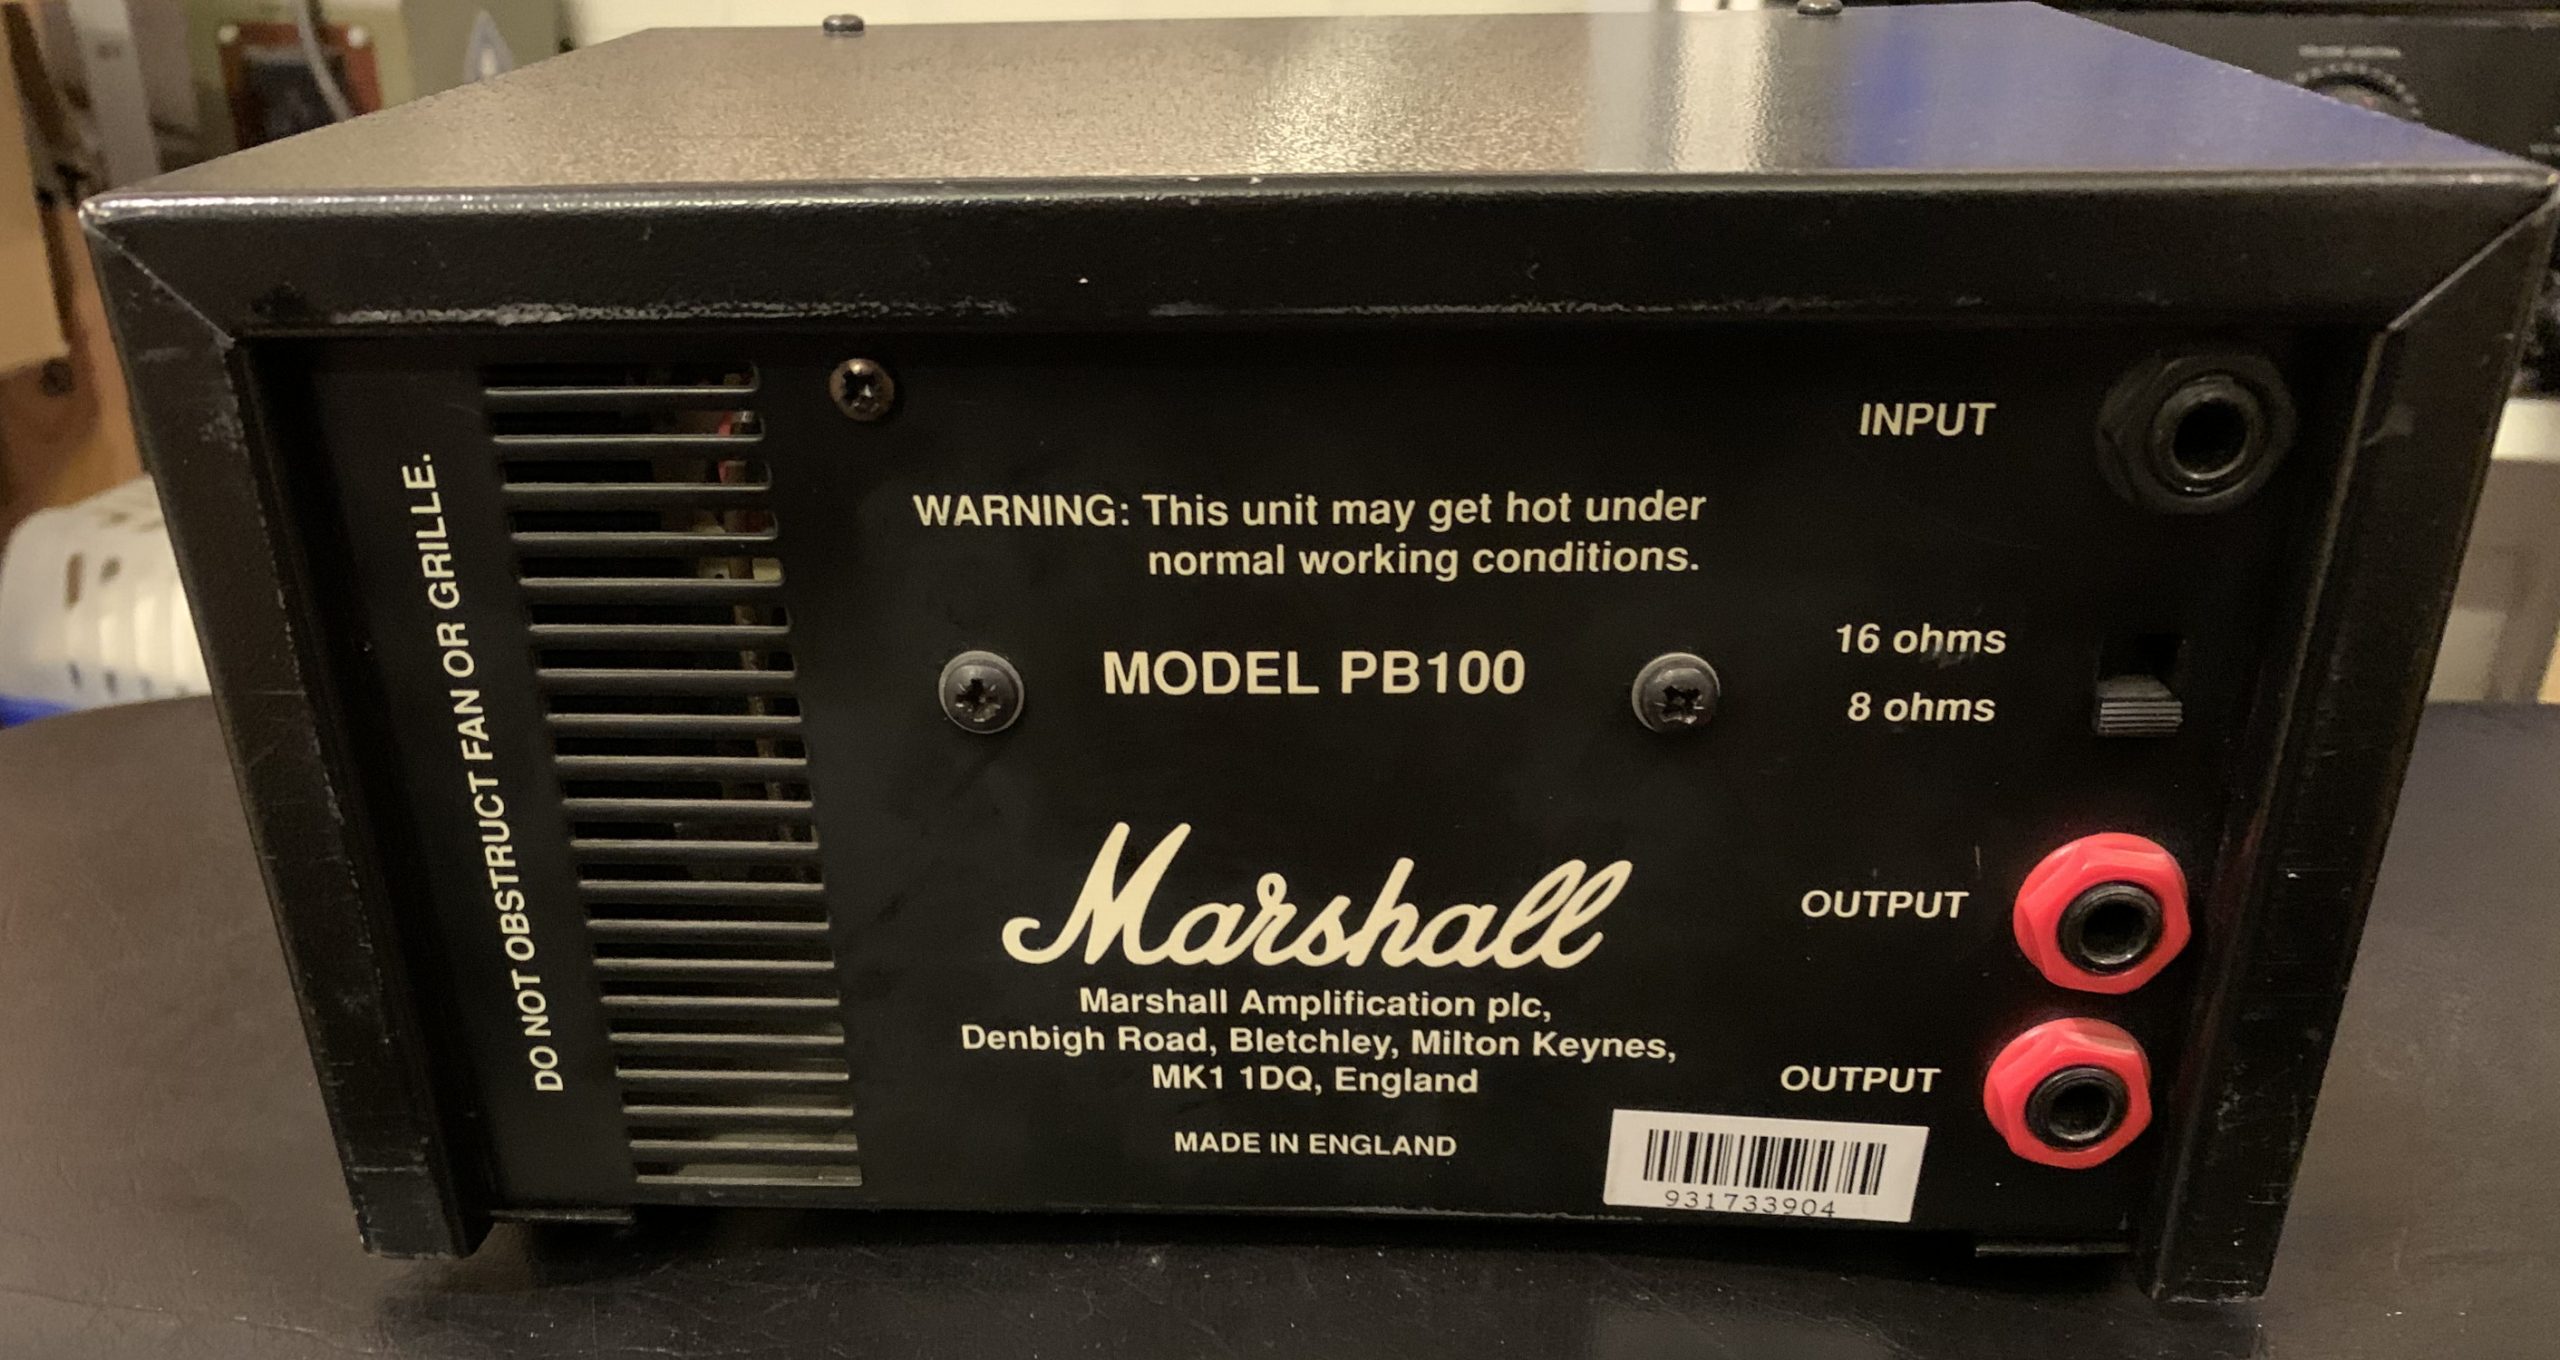 DO NOT OBSTRUCT FAN OR GRILLE.
INPUT
WARNING: This unit may get hot under
normal working conditions.
16 ohms
MODEL PB100
8 ohms
Marshall
OUTPUT
Marshall Amplification plc,
Denbigh Road, Bletchley, Milton Keynes,
MK1 1DQ, England
OUTPUT
MADE IN ENGLAND
931733904